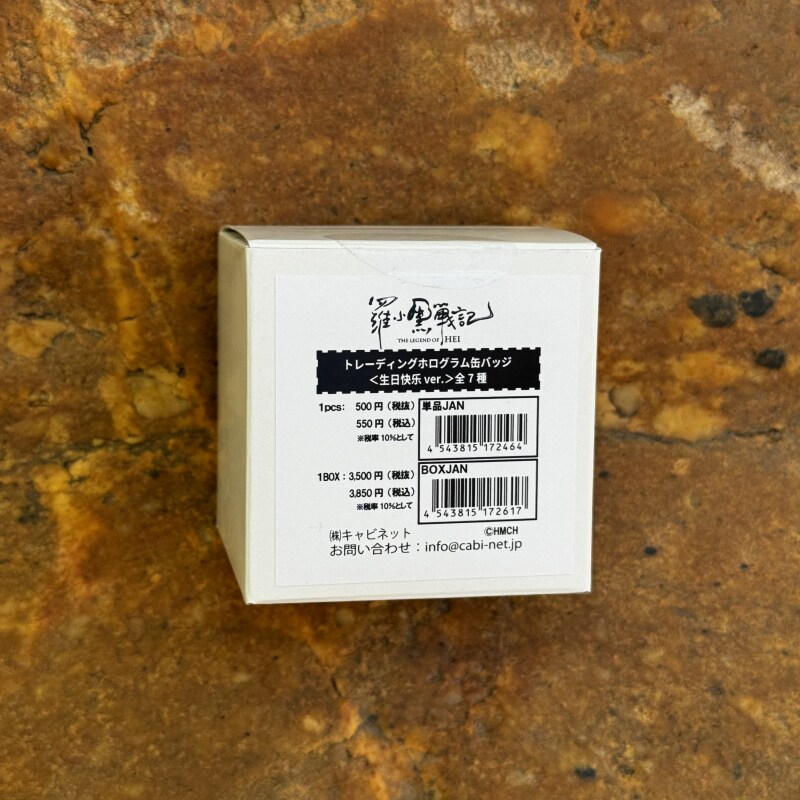 羅小黒戦記
THE LEGEND OF HEI
トレーディングホログラム缶バッジ
<生日快乐 ver.>全７種
1pcs: 500円（税抜）
550円（税込）
※税率10%として
単品JAN
4 543815 172464
1BOX：3,500円（税抜）
3,850円（税込）
※税率10%として
BOXJAN
4 543815 172617
㈱キャビネット ©HMCH
お問い合わせ：info@cabi-net.jp